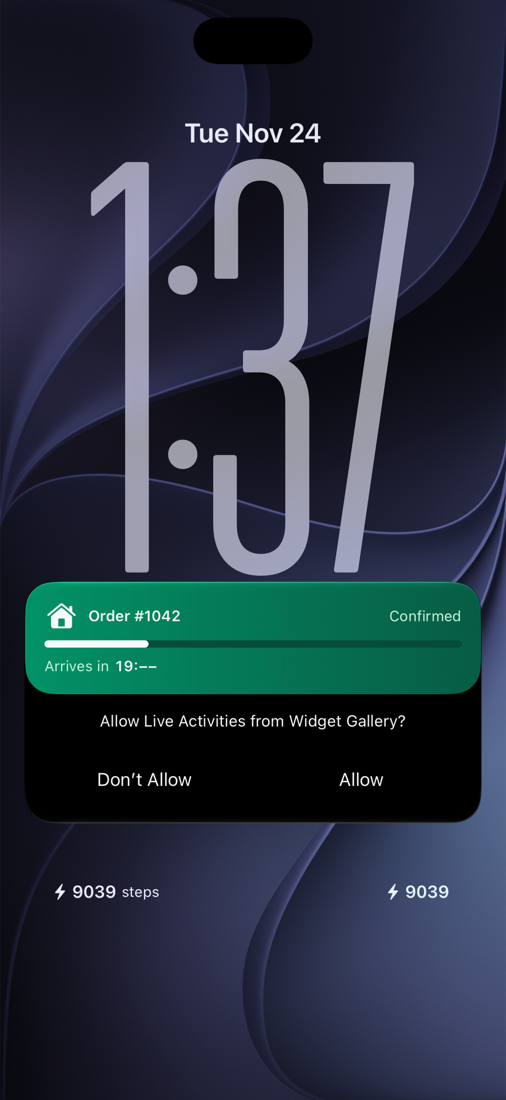 Tue Nov 24
1:37
Order #1042 Confirmed
Arrives in 19:––
Allow Live Activities from Widget Gallery?
Don’t Allow Allow
9039 steps 9039